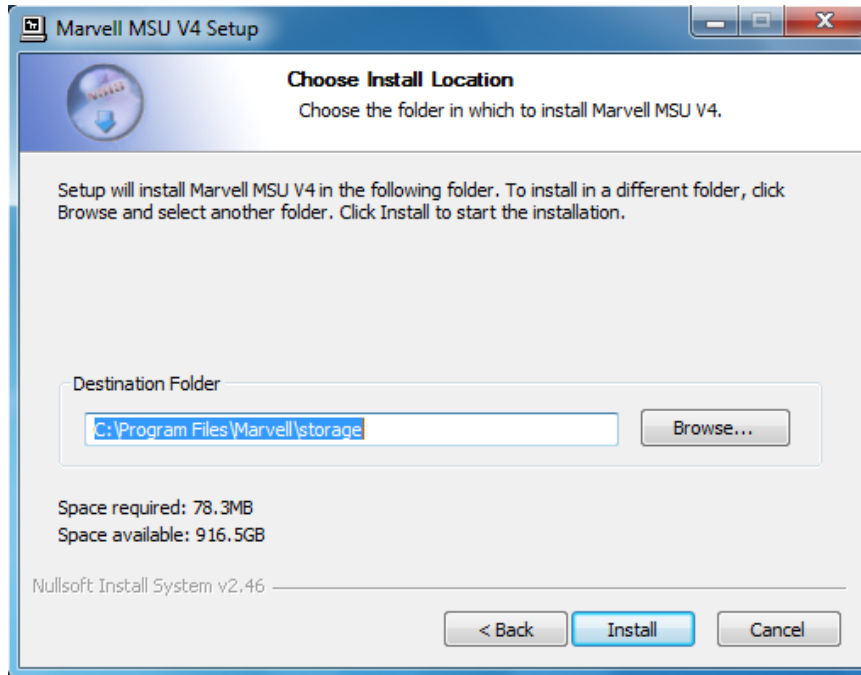 Marvell MSU V4 Setup
Choose Install Location
Choose the folder in which to install Marvell MSU V4.
Setup will install Marvell MSU V4 in the following folder. To install in a different folder, click
Browse and select another folder. Click Install to start the installation.
Destination Folder
C:\Program Files\Marvell\storage
Browse...
Space required: 78.3MB
Space available: 916.5GB
Nullsoft Install System v2.46
< Back
Install
Cancel